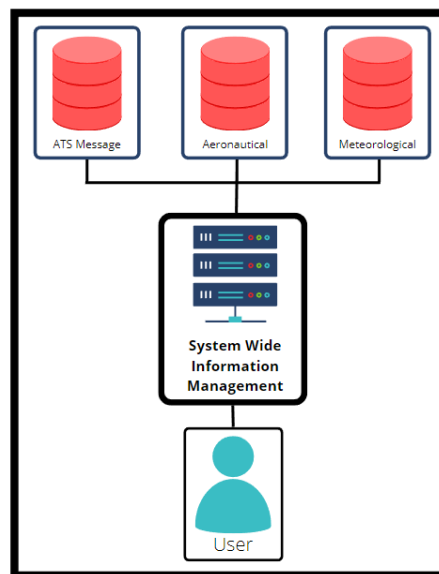 ATS Message
Aeronautical
Meteorological
System Wide
Information
Management
User